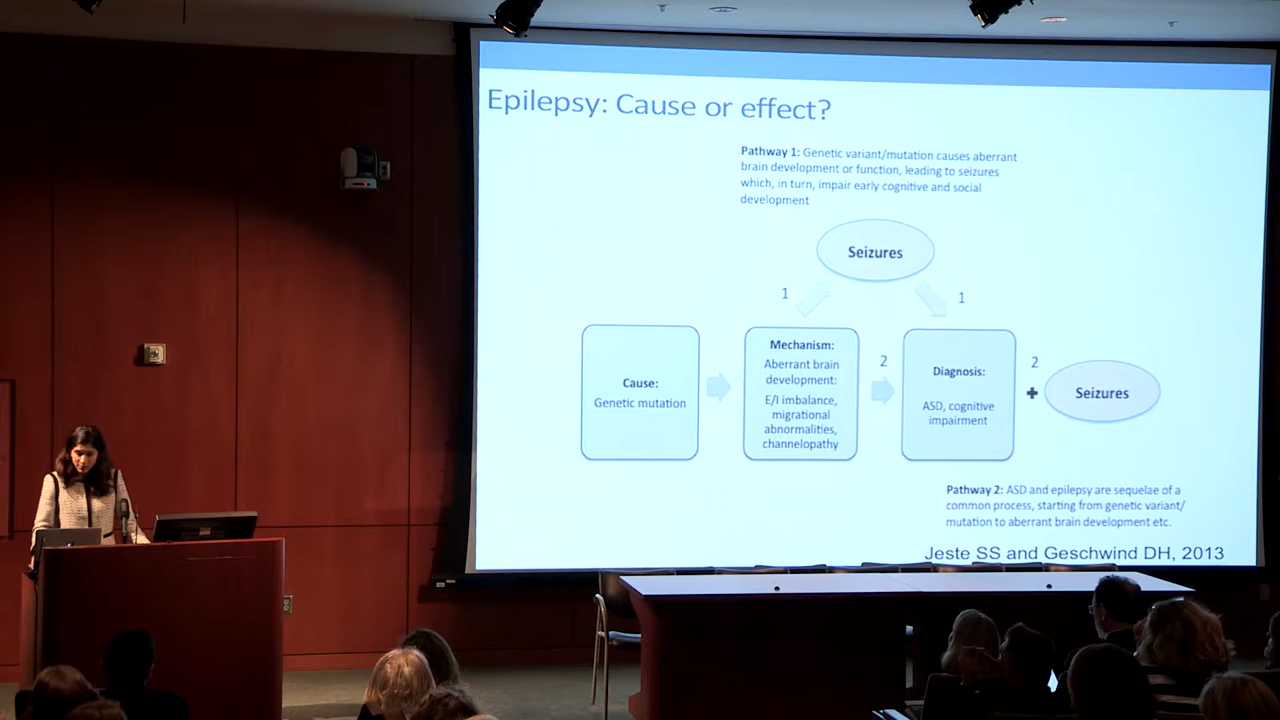 Epilepsy: Cause or effect?
Pathway 1: Genetic variant/mutation causes aberrant
brain development or function, leading to seizures
which, in turn, impair early cognitive and social
development
Seizures
1
1
Cause:
Genetic mutation
Mechanism:
Aberrant brain
development:
E/I imbalance,
migrational
abnormalities,
channelopathy
2
Diagnosis:
ASD, cognitive
impairment
2
+
Seizures
Pathway 2: ASD and epilepsy are sequelae of a
common process, starting from genetic variant/
mutation to aberrant brain development etc.
Jeste SS and Geschwind DH, 2013